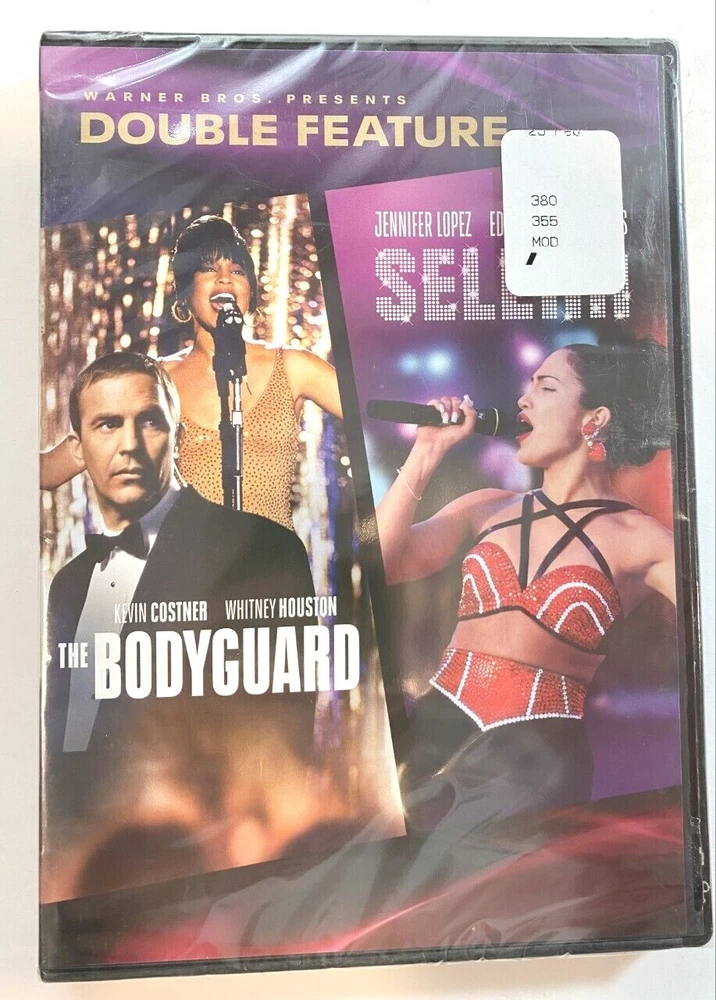 WARNER BROS. PRESENTS
DOUBLE FEATURE
380
355
MOD
JENNIFER LOPEZ
KEVIN COSTNER WHITNEY HOUSTON
THE BODYGUARD